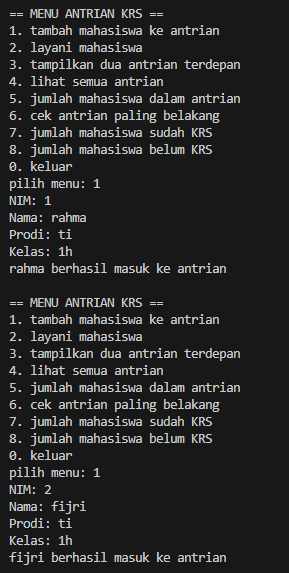 == MENU ANTRIAN KRS ==
1. tambah mahasiswa ke antrian
2. layani mahasiswa
3. tampilkan dua antrian terdepan
4. lihat semua antrian
5. jumlah mahasiswa dalam antrian
6. cek antrian paling belakang
7. jumlah mahasiswa sudah KRS
8. jumlah mahasiswa belum KRS
0. keluar
pilih menu: 1
NIM: 1
Nama: rahma
Prodi: ti
Kelas: 1h
rahma berhasil masuk ke antrian

== MENU ANTRIAN KRS ==
1. tambah mahasiswa ke antrian
2. layani mahasiswa
3. tampilkan dua antrian terdepan
4. lihat semua antrian
5. jumlah mahasiswa dalam antrian
6. cek antrian paling belakang
7. jumlah mahasiswa sudah KRS
8. jumlah mahasiswa belum KRS
0. keluar
pilih menu: 1
NIM: 2
Nama: fijri
Prodi: ti
Kelas: 1h
fijri berhasil masuk ke antrian